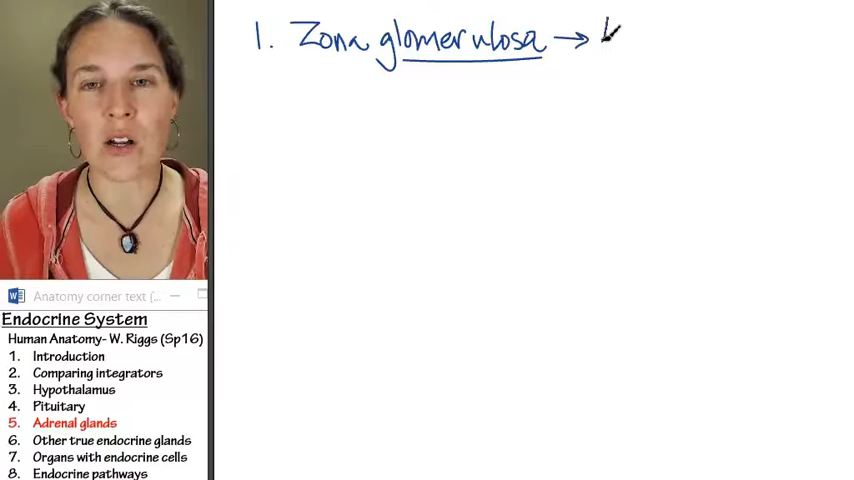 1. Zona glomerulosa →
Anatomy corner text (...
Endocrine System
Human Anatomy- W. Riggs (Sp16)
1. Introduction
2. Comparing integrators
3. Hypothalamus
4. Pituitary
5. Adrenal glands
6. Other true endocrine glands
7. Organs with endocrine cells
8. Endocrine pathways